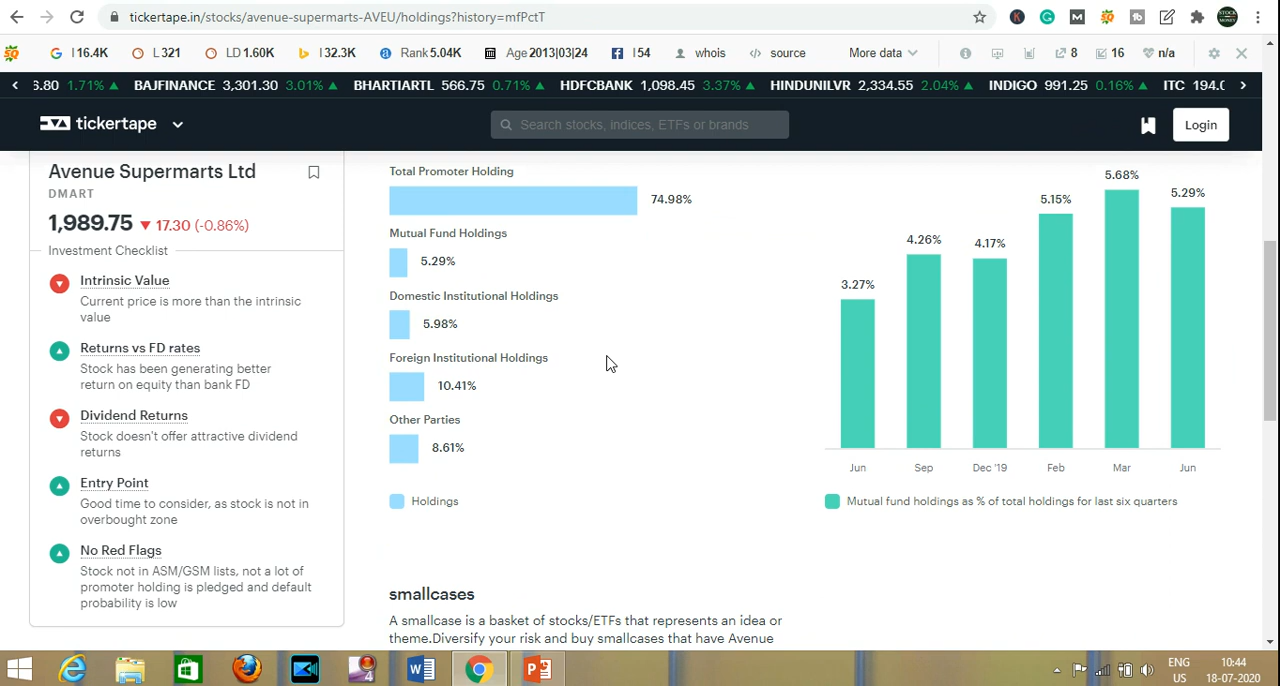 tickertape.in/stocks/avenue-supermarts-AVEU/holdings?history=mfPctT
I 16.4K L 321 LD 1.60K I 32.3K Rank 5.04K Age 2013|03|24 I 54 whois source More data 8 16 n/a
6.80 1.71% BAJFINANCE 3,301.30 3.01% BHARTIARTL 566.75 0.71% HDFCBANK 1,098.45 3.37% HINDUNILVR 2,334.55 2.04% INDIGO 991.25 0.16% ITC 194.0
tickertape
Search stocks, indices, ETFs or brands
Login
Avenue Supermarts Ltd
DMART
1,989.75 17.30 (-0.86%)
Investment Checklist
Intrinsic Value
Current price is more than the intrinsic
value
Returns vs FD rates
Stock has been generating better
return on equity than bank FD
Dividend Returns
Stock doesn't offer attractive dividend
returns
Entry Point
Good time to consider, as stock is not in
overbought zone
No Red Flags
Stock not in ASM/GSM lists, not a lot of
promoter holding is pledged and default
probability is low
Total Promoter Holding
74.98%
Mutual Fund Holdings
5.29%
Domestic Institutional Holdings
5.98%
Foreign Institutional Holdings
10.41%
Other Parties
8.61%
Holdings
3.27% 4.26% 4.17% 5.15% 5.68% 5.29%
Jun Sep Dec '19 Feb Mar Jun
Mutual fund holdings as % of total holdings for last six quarters
smallcases
A smallcase is a basket of stocks/ETFs that represents an idea or
theme.Diversify your risk and buy smallcases that have Avenue
ENG
US
10:44
18-07-2020